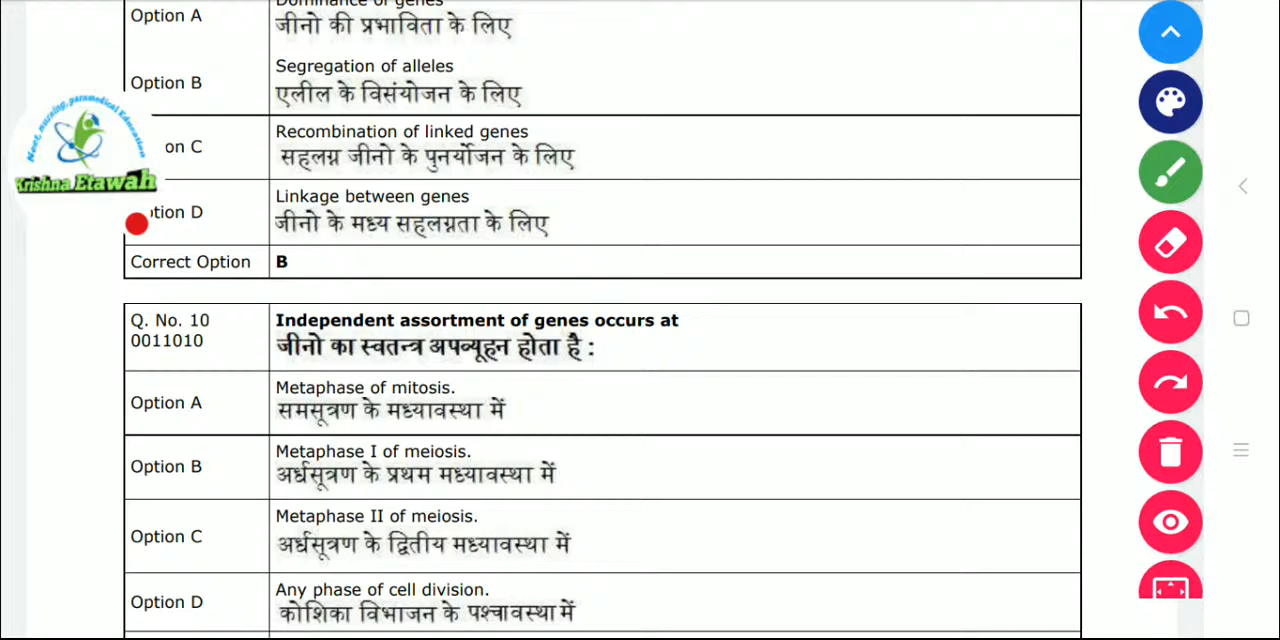 Option A
जीनो की प्रभाविता के लिए
Option B
Segregation of alleles
एलील के विसंयोजन के लिए
on C
Recombination of linked genes
सहलग्न जीनो के पुनर्योजन के लिए
tion D
Linkage between genes
जीनो के मध्य सहलग्नता के लिए
Correct Option
B
Neet, nursing, paramedical Education
Krishna Etawah
Q. No. 10
0011010
Independent assortment of genes occurs at
जीनो का स्वतन्त्र अपव्यूहन होता है :
Option A
Metaphase of mitosis.
समसूत्रण के मध्यावस्था में
Option B
Metaphase I of meiosis.
अर्धसूत्रण के प्रथम मध्यावस्था में
Option C
Metaphase II of meiosis.
अर्धसूत्रण के द्वितीय मध्यावस्था में
Option D
Any phase of cell division.
कोशिका विभाजन के पश्चावस्था में